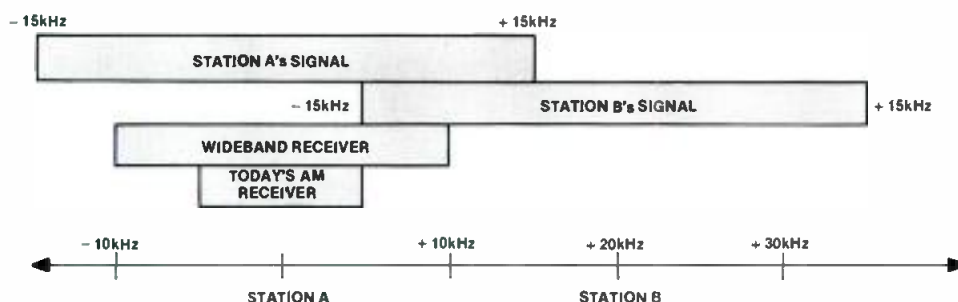 – 15kHz + 15kHz
STATION A's SIGNAL
– 15kHz STATION B's SIGNAL + 15kHz
WIDEBAND RECEIVER
TODAY'S AM
RECEIVER
– 10kHz + 10kHz + 20kHz + 30kHz
STATION A STATION B